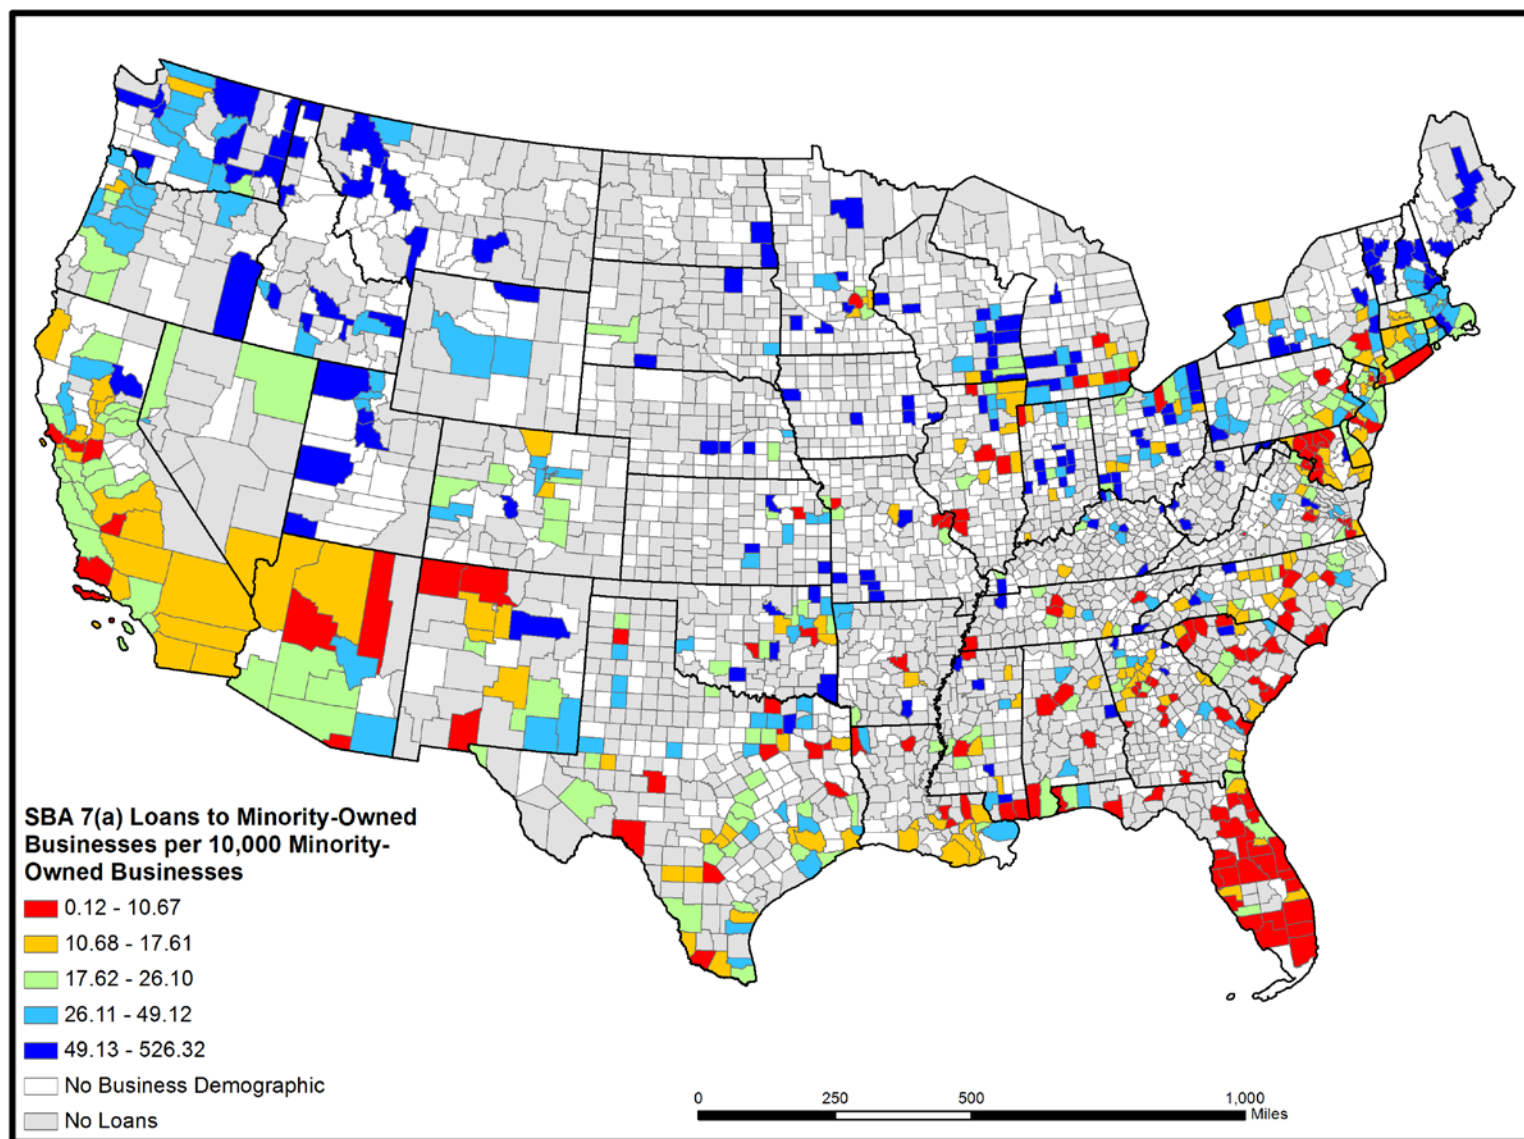 SBA 7(a) Loans to Minority-Owned
Businesses per 10,000 Minority-
Owned Businesses
0.12 - 10.67
10.68 - 17.61
17.62 - 26.10
26.11 - 49.12
49.13 - 526.32
No Business Demographic
No Loans
0 250 500 1,000
Miles